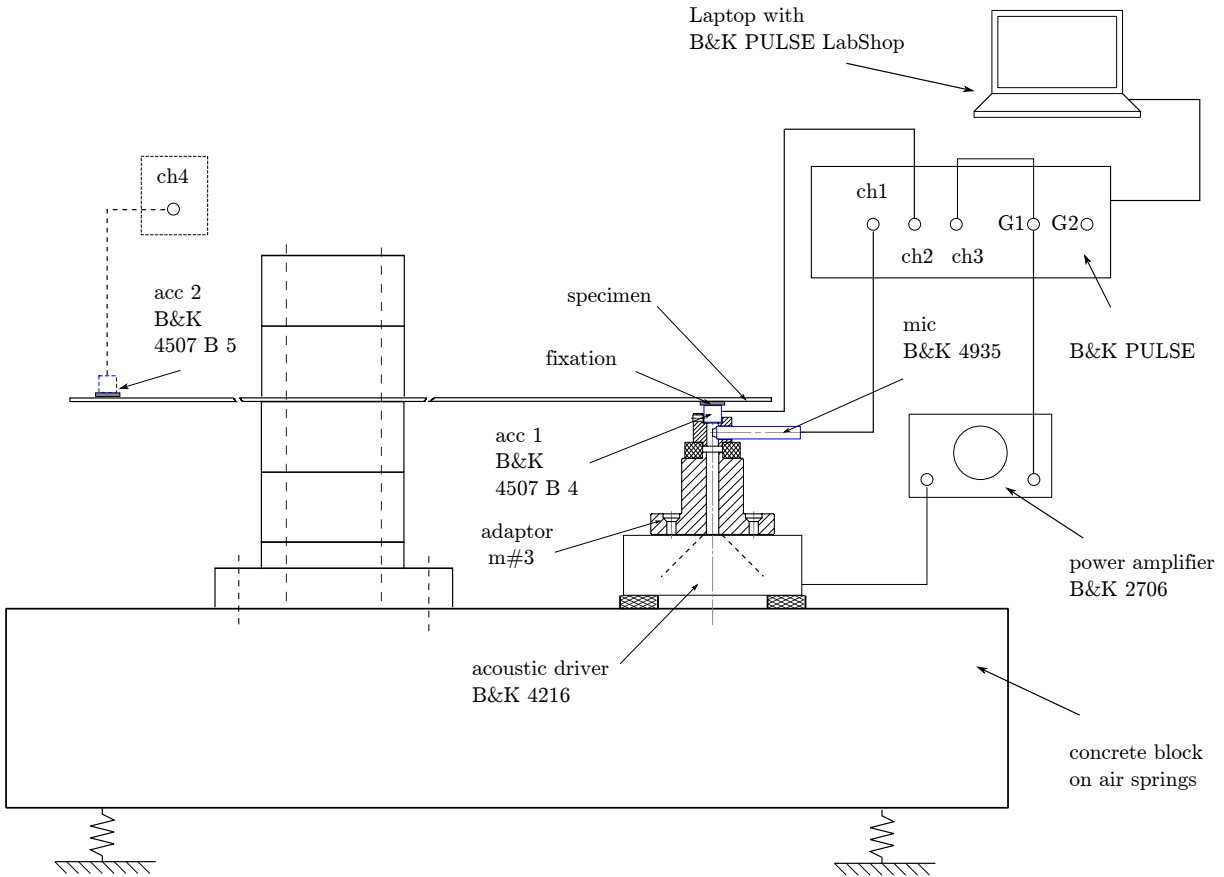 Laptop with
B&K PULSE LabShop
ch4
ch1
G1
G2
ch2
ch3
acc 2
B&K
4507 B 5
specimen
fixation
mic
B&K 4935
B&K PULSE
acc 1
B&K
4507 B 4
adaptor
m#3
power amplifier
B&K 2706
acoustic driver
B&K 4216
concrete block
on air springs